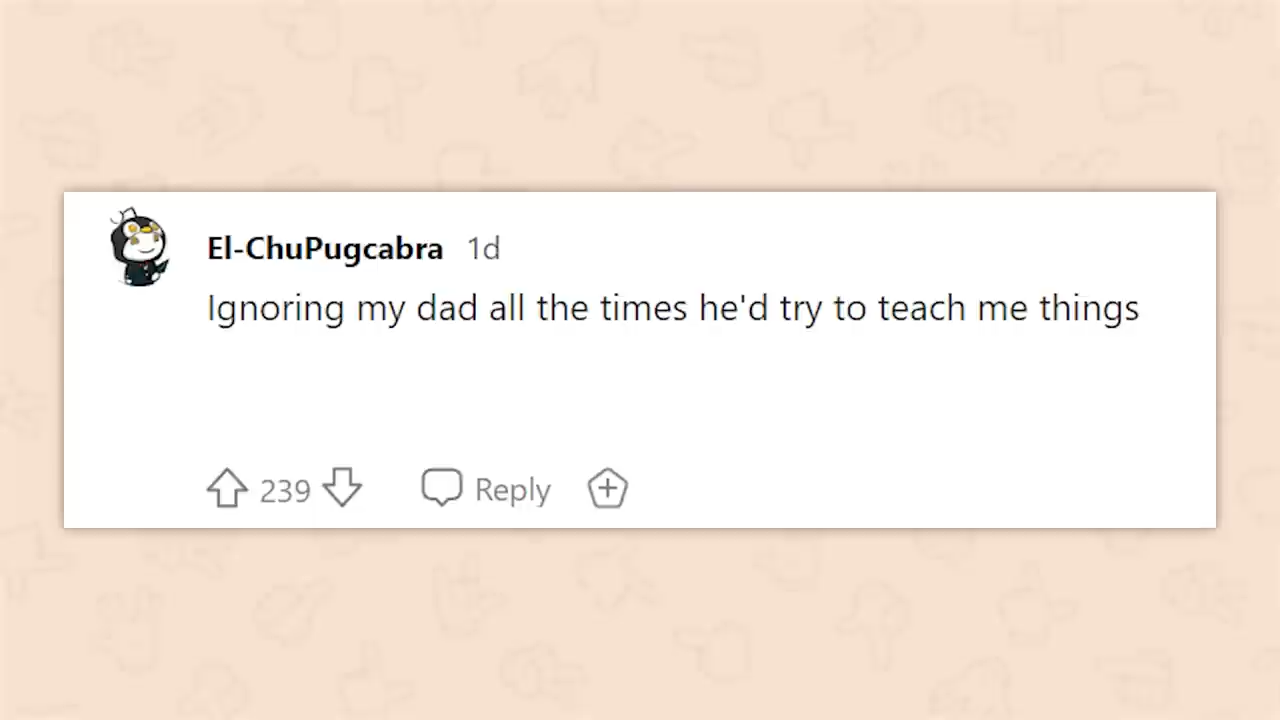 El-ChuPugcabra 1d
Ignoring my dad all the times he'd try to teach me things
239 Reply